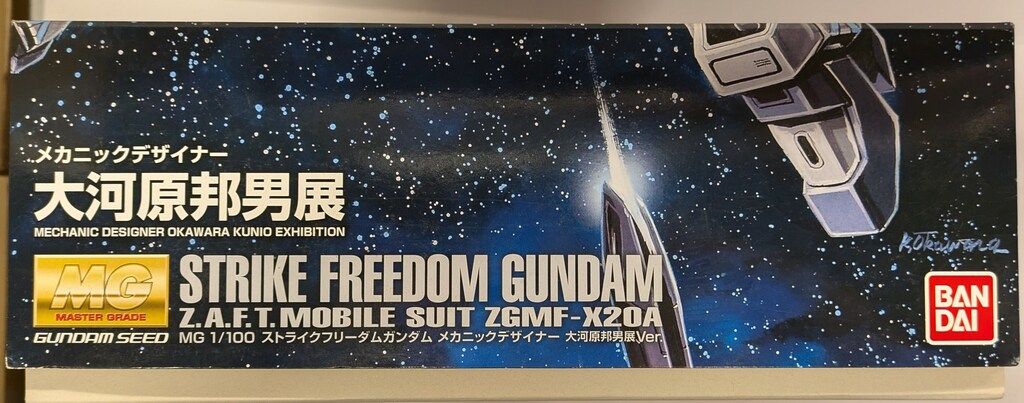 メカニックデザイナー
大河原邦男展
MECHANIC DESIGNER OKAWARA KUNIO EXHIBITION
MG
MASTER GRADE
GUNDAM SEED
STRIKE FREEDOM GUNDAM
Z.A.F.T. MOBILE SUIT ZGMF-X20A
MG 1/100 ストライクフリーダムガンダム メカニックデザイナー 大河原邦男展Ver.
K.Okawara
BAN
DAI